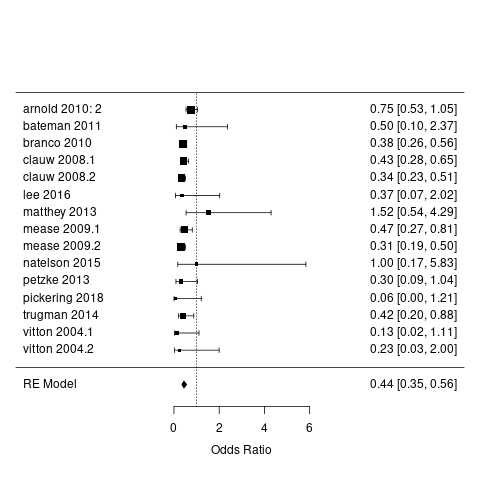 arnold 2010: 2 0.75 [0.53, 1.05]
bateman 2011 0.50 [0.10, 2.37]
branco 2010 0.38 [0.26, 0.56]
clauw 2008.1 0.43 [0.28, 0.65]
clauw 2008.2 0.34 [0.23, 0.51]
lee 2016 0.37 [0.07, 2.02]
matthey 2013 1.52 [0.54, 4.29]
mease 2009.1 0.47 [0.27, 0.81]
mease 2009.2 0.31 [0.19, 0.50]
natelson 2015 1.00 [0.17, 5.83]
petzke 2013 0.30 [0.09, 1.04]
pickering 2018 0.06 [0.00, 1.21]
trugman 2014 0.42 [0.20, 0.88]
vitton 2004.1 0.13 [0.02, 1.11]
vitton 2004.2 0.23 [0.03, 2.00]
RE Model 0.44 [0.35, 0.56]
0 2 4 6
Odds Ratio